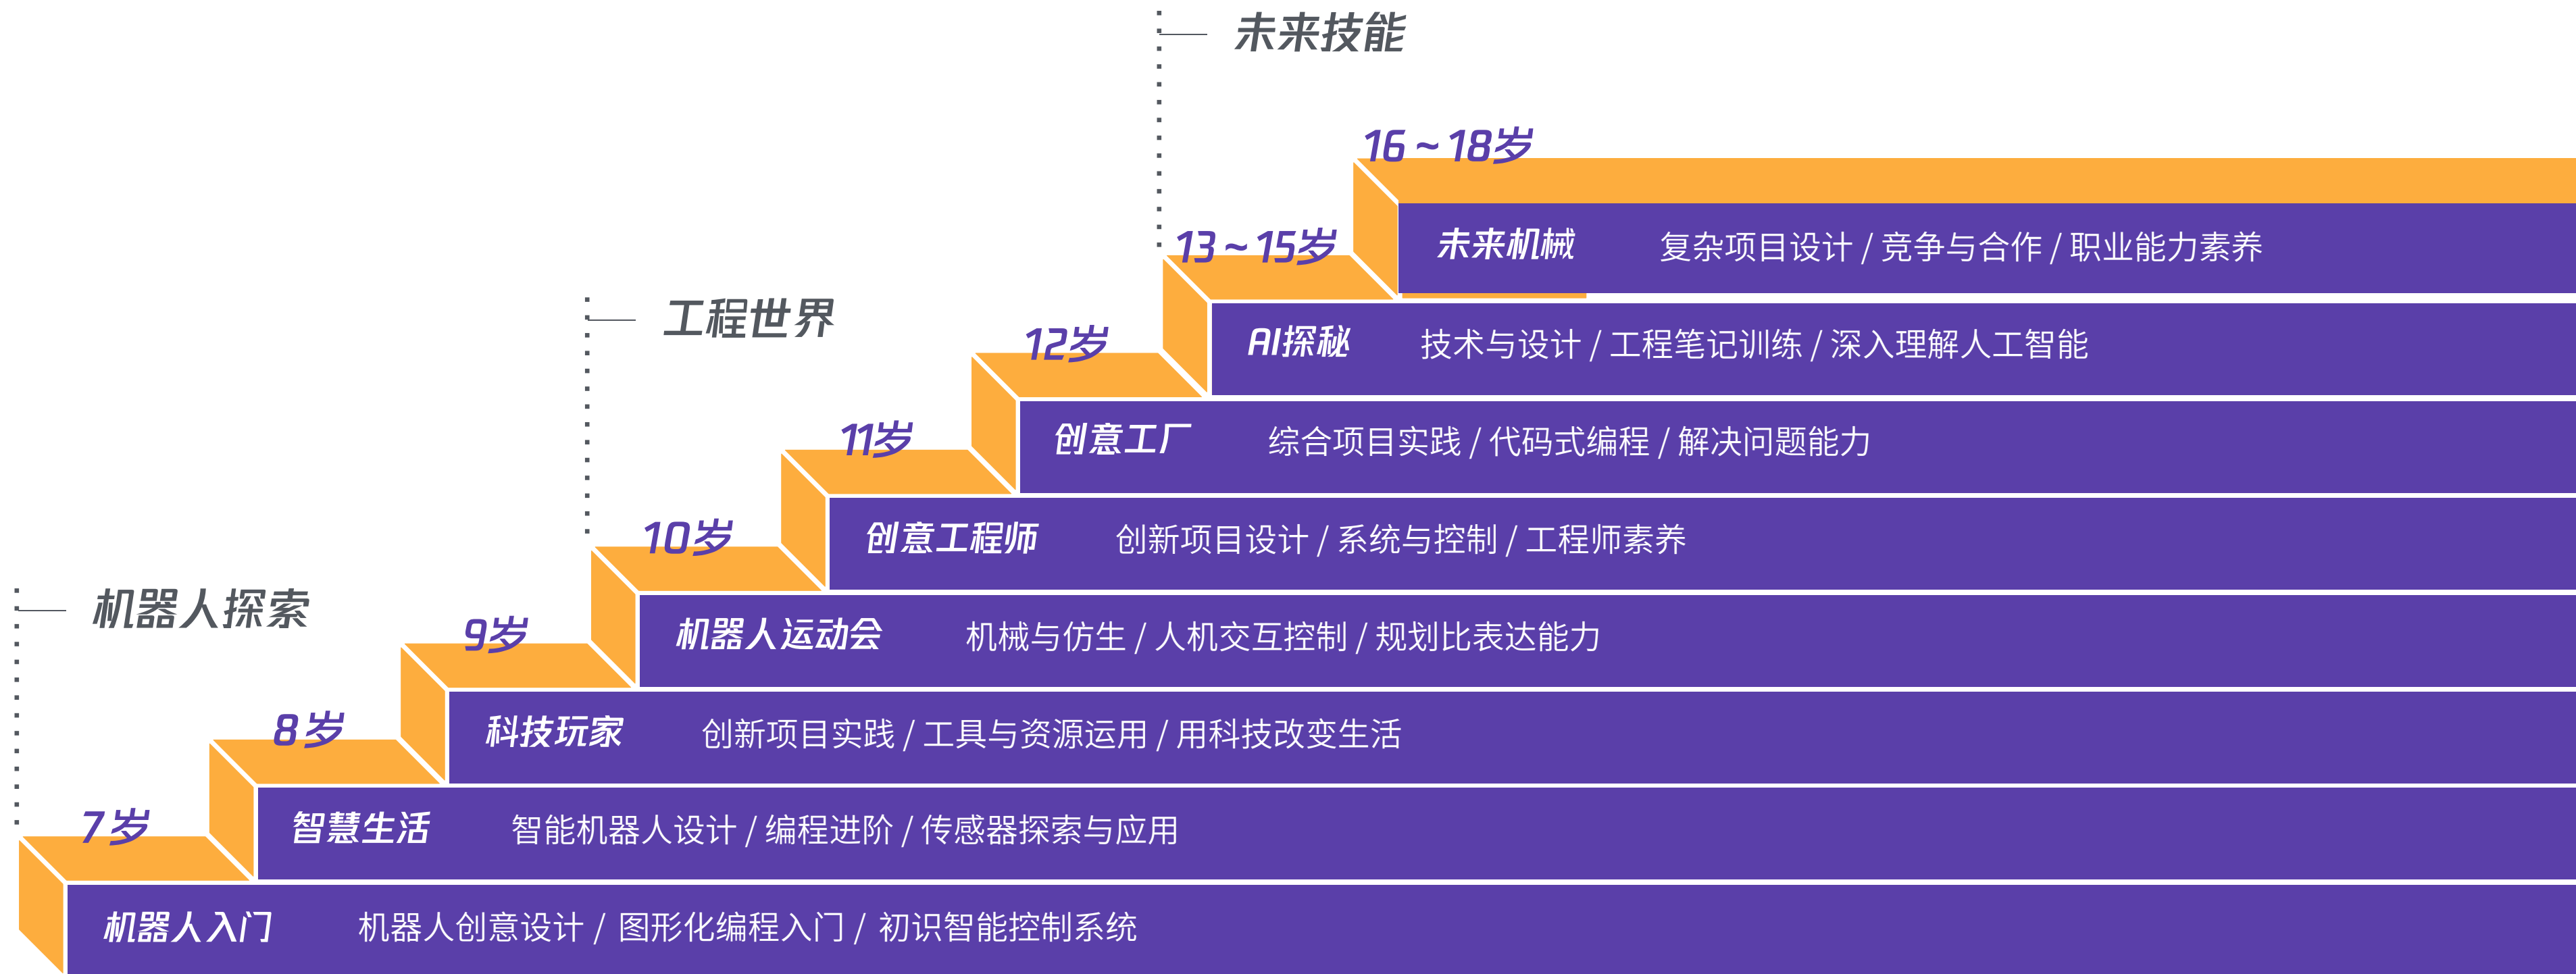 未来技能
16 ~ 18岁
未来机械 复杂项目设计 / 竞争与合作 / 职业能力素养
13 ~ 15岁
AI探秘 技术与设计 / 工程笔记训练 / 深入理解人工智能
工程世界
12岁
创意工厂 综合项目实践 / 代码式编程 / 解决问题能力
11岁
创意工程师 创新项目设计 / 系统与控制 / 工程师素养
10岁
机器人运动会 机械与仿生 / 人机交互控制 / 规划比表达能力
机器人探索
9岁
科技玩家 创新项目实践 / 工具与资源运用 / 用科技改变生活
8岁
智慧生活 智能机器人设计 / 编程进阶 / 传感器探索与应用
7岁
机器人入门 机器人创意设计 / 图形化编程入门 / 初识智能控制系统